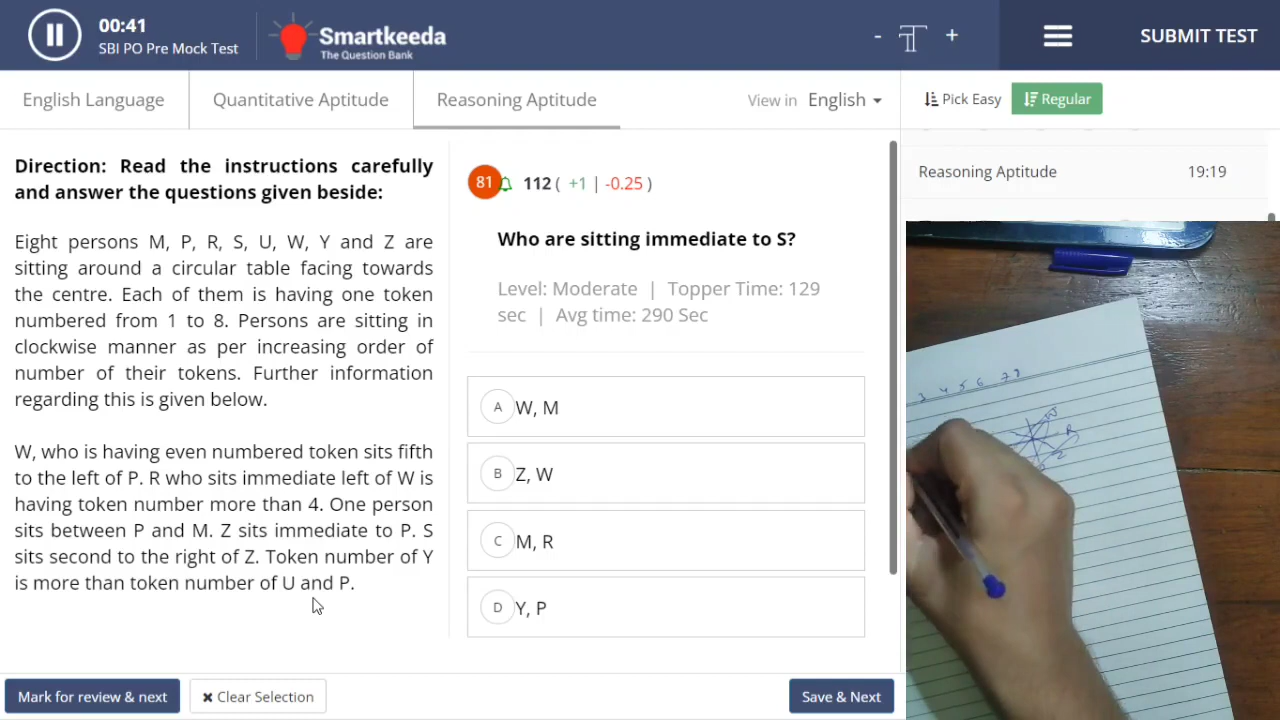 00:41
SBI PO Pre Mock Test
Smartkeeda
The Question Bank
- T +
SUBMIT TEST
English Language
Quantitative Aptitude
Reasoning Aptitude
View in English
Pick Easy
Regular
Reasoning Aptitude 19:19
Direction: Read the instructions carefully
and answer the questions given beside:
Eight persons M, P, R, S, U, W, Y and Z are
sitting around a circular table facing towards
the centre. Each of them is having one token
numbered from 1 to 8. Persons are sitting in
clockwise manner as per increasing order of
number of their tokens. Further information
regarding this is given below.
W, who is having even numbered token sits fifth
to the left of P. R who sits immediate left of W is
having token number more than 4. One person
sits between P and M. Z sits immediate to P. S
sits second to the right of Z. Token number of Y
is more than token number of U and P.
81 112 ( +1 | -0.25 )
Who are sitting immediate to S?
Level: Moderate | Topper Time: 129
sec | Avg time: 290 Sec
A W, M
B Z, W
C M, R
D Y, P
3 4 5 6 7 8
W
R
Z
Mark for review & next
Clear Selection
Save & Next